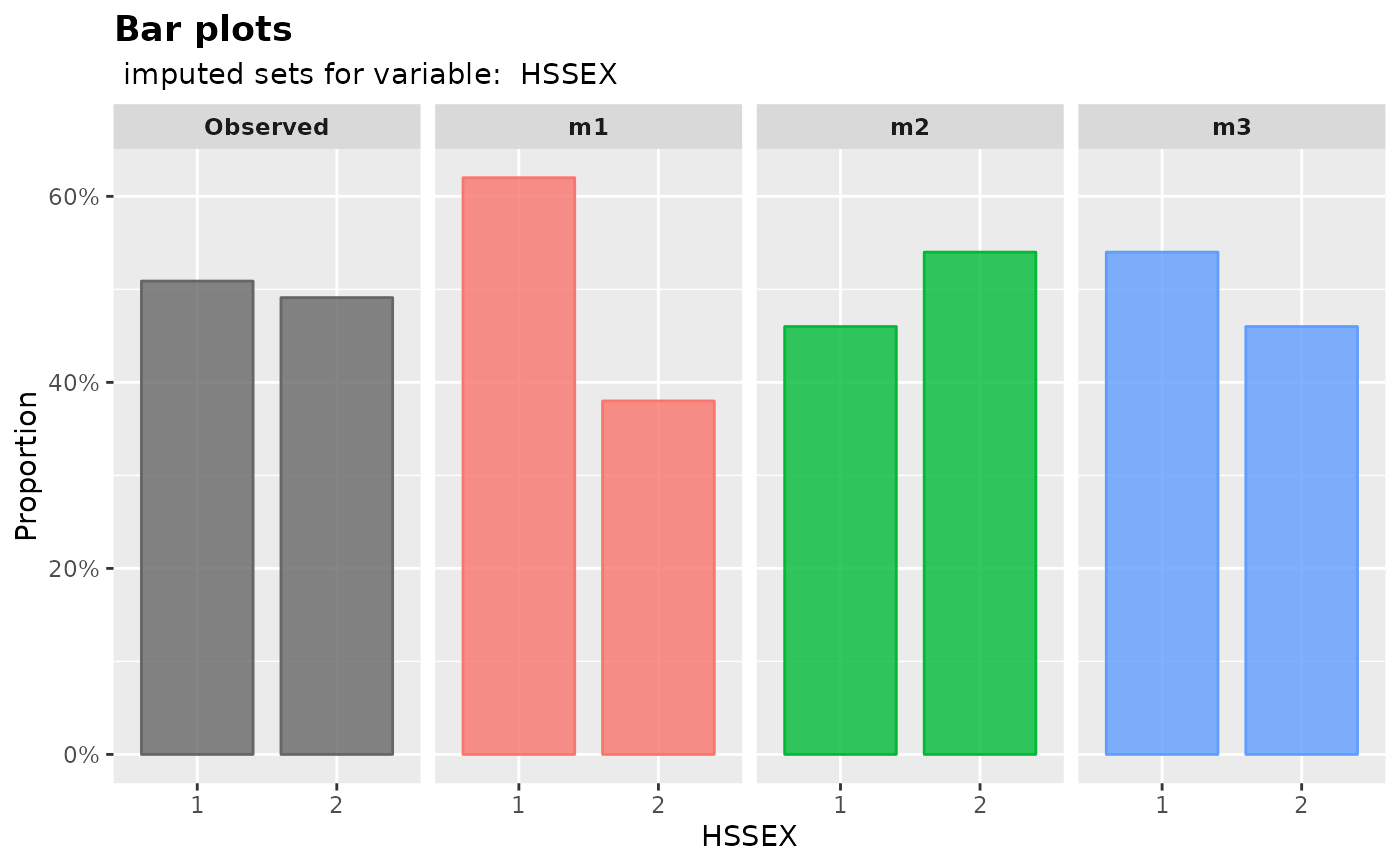 Bar plots
imputed sets for variable:  HSSEX
Observed
m1
m2
m3
Proportion
60%
40%
20%
0%
1 2 1 2 1 2 1 2
HSSEX